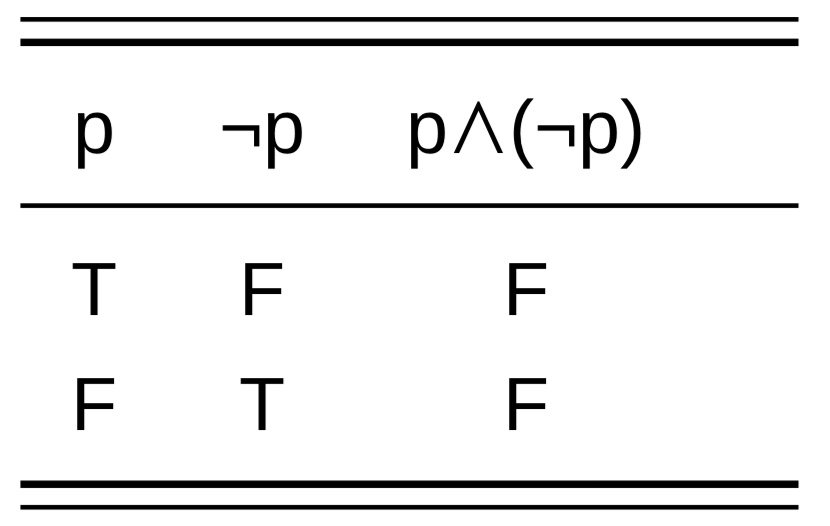 p ¬p p∧(¬p)
T F F
F T F